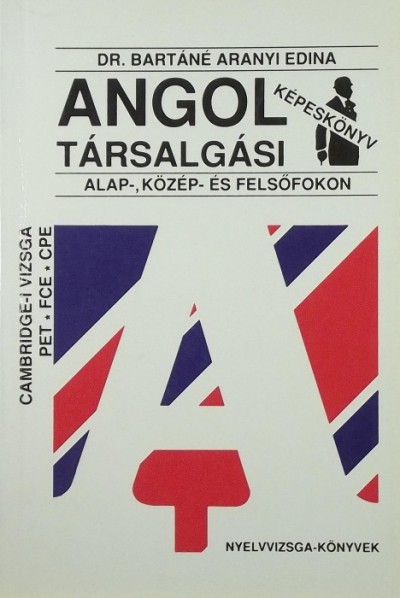 DR. BARTÁNÉ ARANYI EDINA
ANGOL
KÉPESKÖNYV
TÁRSALGÁSI
ALAP-, KÖZÉP- ÉS FELSŐFOKON
CAMBRIDGE-I VIZSGA
PET ★ FCE ★ CPE
A
NYELVVIZSGA-KÖNYVEK